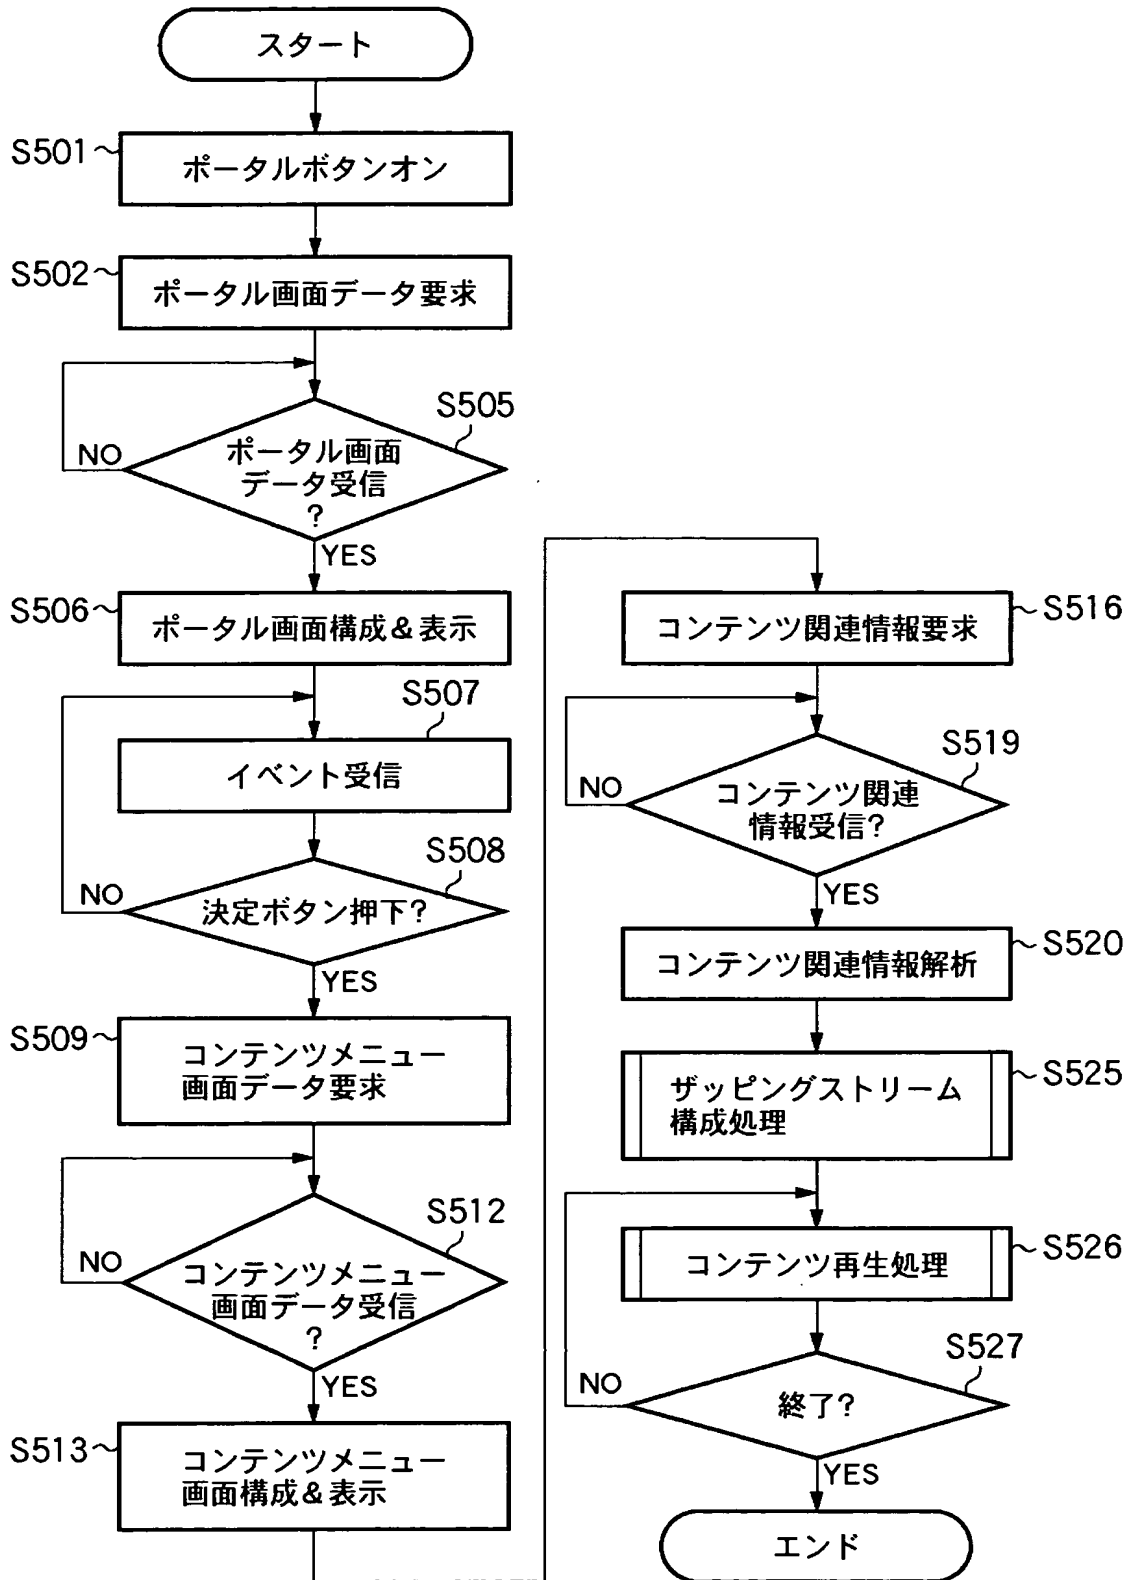 スタート
S501
ポータルボタンオン
S502
ポータル画面データ要求
S505
ポータル画面
データ受信
?
NO
YES
S506
ポータル画面構成&表示
S507
イベント受信
S508
決定ボタン押下?
NO
YES
S509
コンテンツメニュー
画面データ要求
S512
コンテンツメニュー
画面データ受信
?
NO
YES
S513
コンテンツメニュー
画面構成&表示
S516
コンテンツ関連情報要求
S519
コンテンツ関連
情報受信?
NO
YES
S520
コンテンツ関連情報解析
S525
ザッピングストリーム
構成処理
S526
コンテンツ再生処理
S527
終了?
NO
YES
エンド